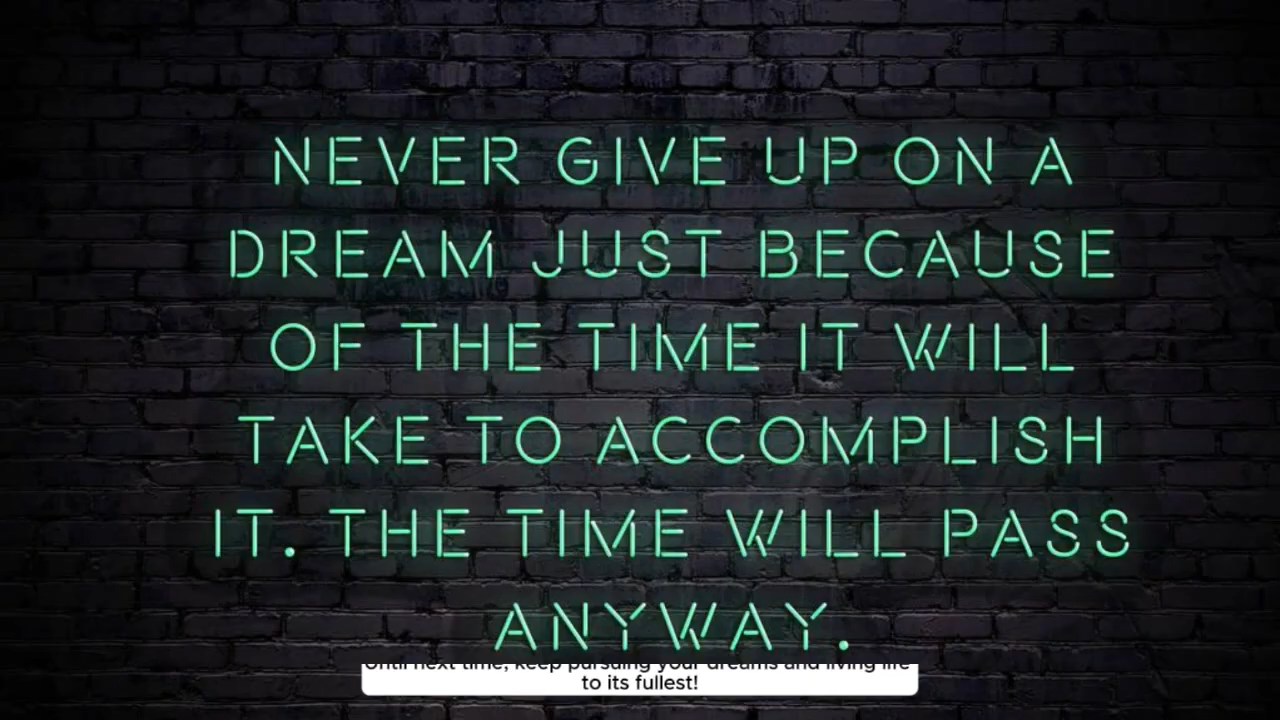 NEVER GIVE UP ON A
DREAM JUST BECAUSE
OF THE TIME IT WILL
TAKE TO ACCOMPLISH
IT. THE TIME WILL PASS
ANYWAY.
Until next time, keep pursuing your dreams and living life
to its fullest!